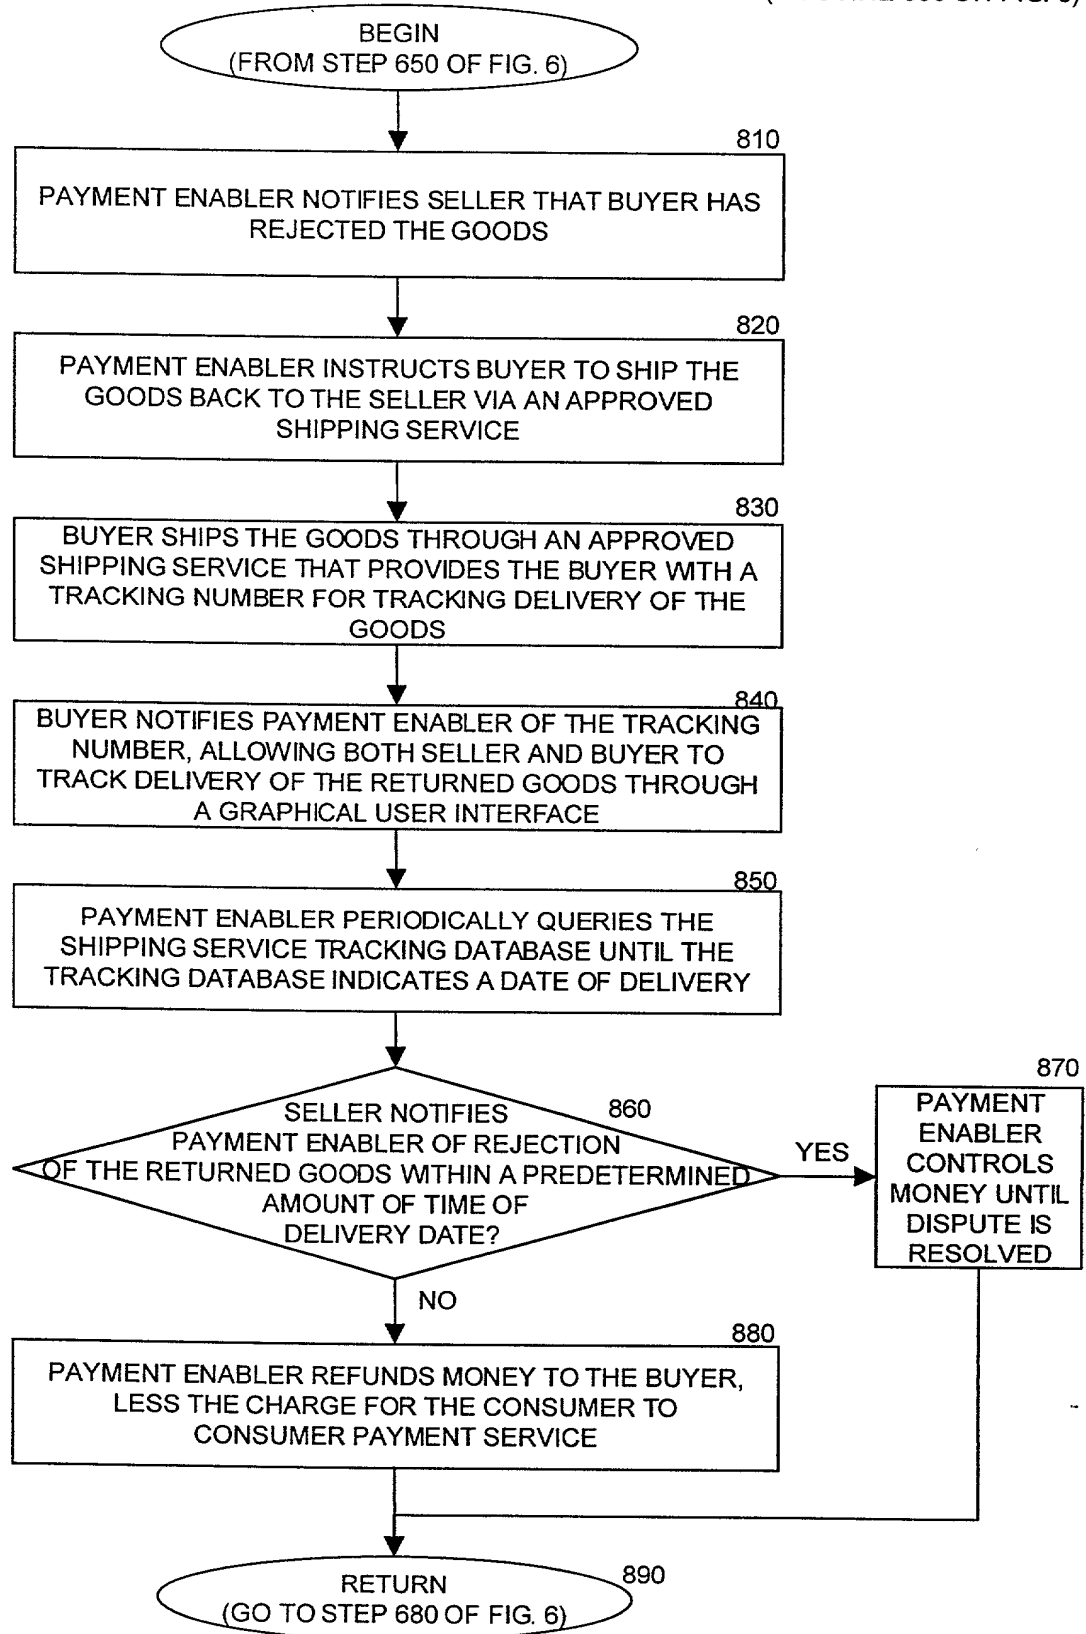 BEGIN
(FROM STEP 650 OF FIG. 6)
810
PAYMENT ENABLER NOTIFIES SELLER THAT BUYER HAS
REJECTED THE GOODS
820
PAYMENT ENABLER INSTRUCTS BUYER TO SHIP THE
GOODS BACK TO THE SELLER VIA AN APPROVED
SHIPPING SERVICE
830
BUYER SHIPS THE GOODS THROUGH AN APPROVED
SHIPPING SERVICE THAT PROVIDES THE BUYER WITH A
TRACKING NUMBER FOR TRACKING DELIVERY OF THE
GOODS
840
BUYER NOTIFIES PAYMENT ENABLER OF THE TRACKING
NUMBER, ALLOWING BOTH SELLER AND BUYER TO
TRACK DELIVERY OF THE RETURNED GOODS THROUGH
A GRAPHICAL USER INTERFACE
850
PAYMENT ENABLER PERIODICALLY QUERIES THE
SHIPPING SERVICE TRACKING DATABASE UNTIL THE
TRACKING DATABASE INDICATES A DATE OF DELIVERY
860
SELLER NOTIFIES
PAYMENT ENABLER OF REJECTION
OF THE RETURNED GOODS WITHIN A PREDETERMINED
AMOUNT OF TIME OF
DELIVERY DATE?
YES
870
PAYMENT
ENABLER
CONTROLS
MONEY UNTIL
DISPUTE IS
RESOLVED
NO
880
PAYMENT ENABLER REFUNDS MONEY TO THE BUYER,
LESS THE CHARGE FOR THE CONSUMER TO
CONSUMER PAYMENT SERVICE
RETURN
(GO TO STEP 680 OF FIG. 6)
890